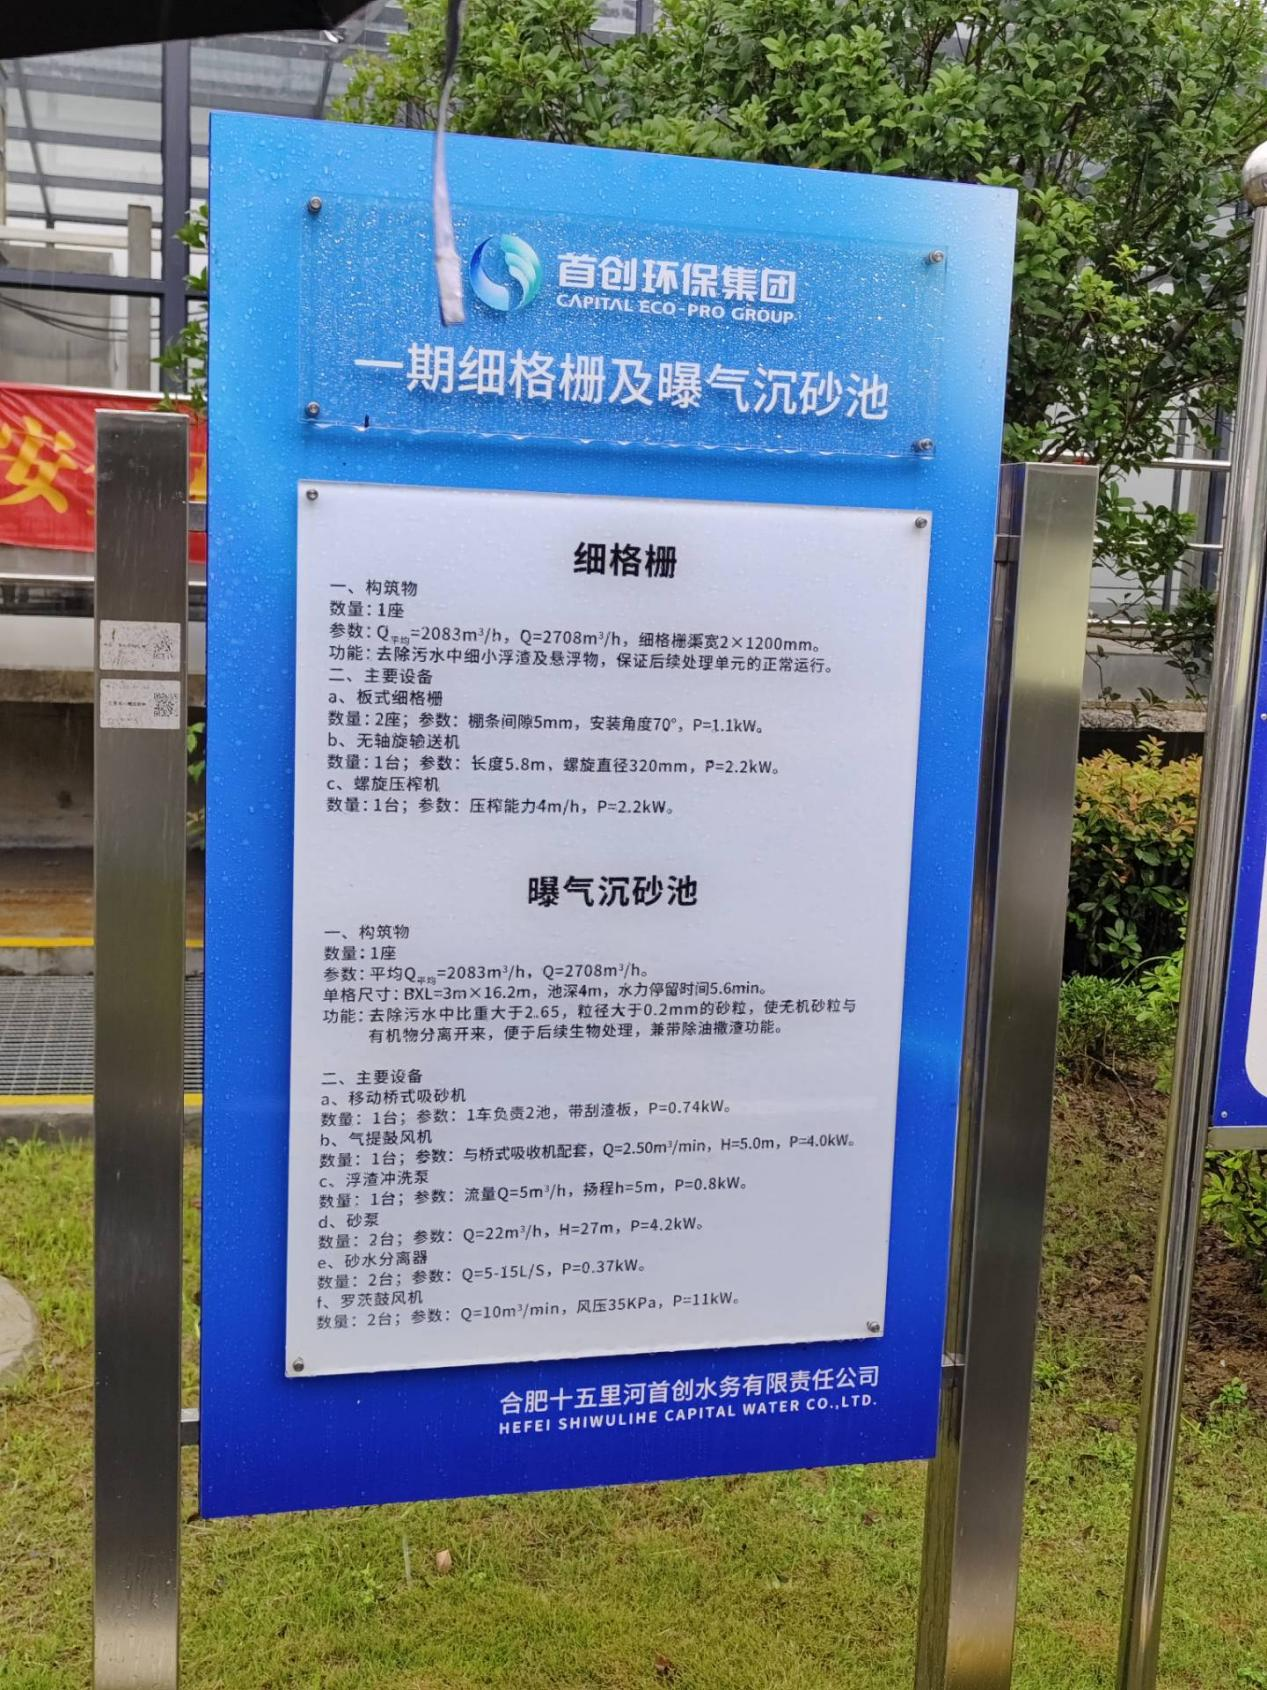 首创环保集团
CAPITAL ECO-PRO GROUP
一期细格栅及曝气沉砂池
安
细格栅
一、构筑物
数量：1座
参数：Q平均=2083m³/h，Q=2708m³/h，细格栅渠宽2×1200mm。
功能：去除污水中细小浮渣及悬浮物，保证后续处理单元的正常运行。
二、主要设备
a、板式细格栅
数量：2座；参数：棚条间隙5mm，安装角度70°，P=1.1kW。
b、无轴旋输送机
数量：1台；参数：长度5.8m，螺旋直径320mm，P=2.2kW。
c、螺旋压榨机
数量：1台；参数：压榨能力4m/h，P=2.2kW。
曝气沉砂池
一、构筑物
数量：1座
参数：平均Q平均=2083m³/h，Q=2708m³/h。
单格尺寸：BXL=3m×16.2m，池深4m，水力停留时间5.6min。
功能：去除污水中比重大于2.65，粒径大于0.2mm的砂粒，使无机砂粒与
有机物分离开来，便于后续生物处理，兼带除油撒渣功能。
二、主要设备
a、移动桥式吸砂机
数量：1台；参数：1车负责2池，带刮渣板，P=0.74kW。
b、气提鼓风机
数量：1台；参数：与桥式吸收机配套，Q=2.50m³/min，H=5.0m，P=4.0kW。
c、浮渣冲洗泵
数量：1台；参数：流量Q=5m³/h，扬程h=5m，P=0.8kW。
d、砂泵
数量：2台；参数：Q=22m³/h，H=27m，P=4.2kW。
e、砂水分离器
数量：2台；参数：Q=5-15L/S，P=0.37kW。
f、罗茨鼓风机
数量：2台；参数：Q=10m³/min，风压35KPa，P=11kW。
合肥十五里河首创水务有限责任公司
HEFEI SHIWULIHE CAPITAL WATER CO.,LTD.